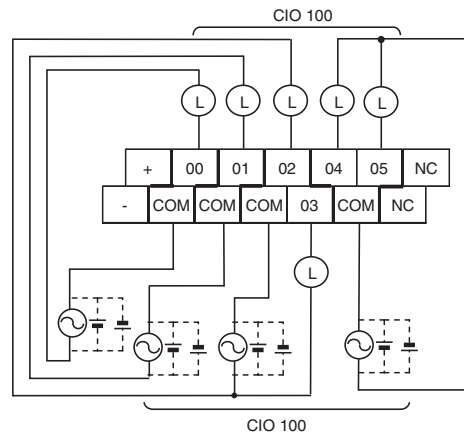 CIO 100
L L L L L
+ 00 01 02 04 05 NC
- COM COM COM 03 COM NC
L
CIO 100